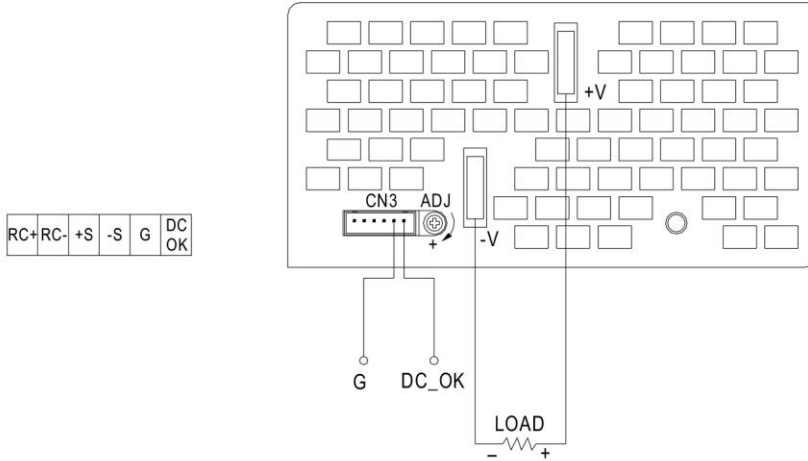 +V
CN3 ADJ
+
-V
RC+ RC- +S -S G DC OK
G DC_OK
LOAD
- +